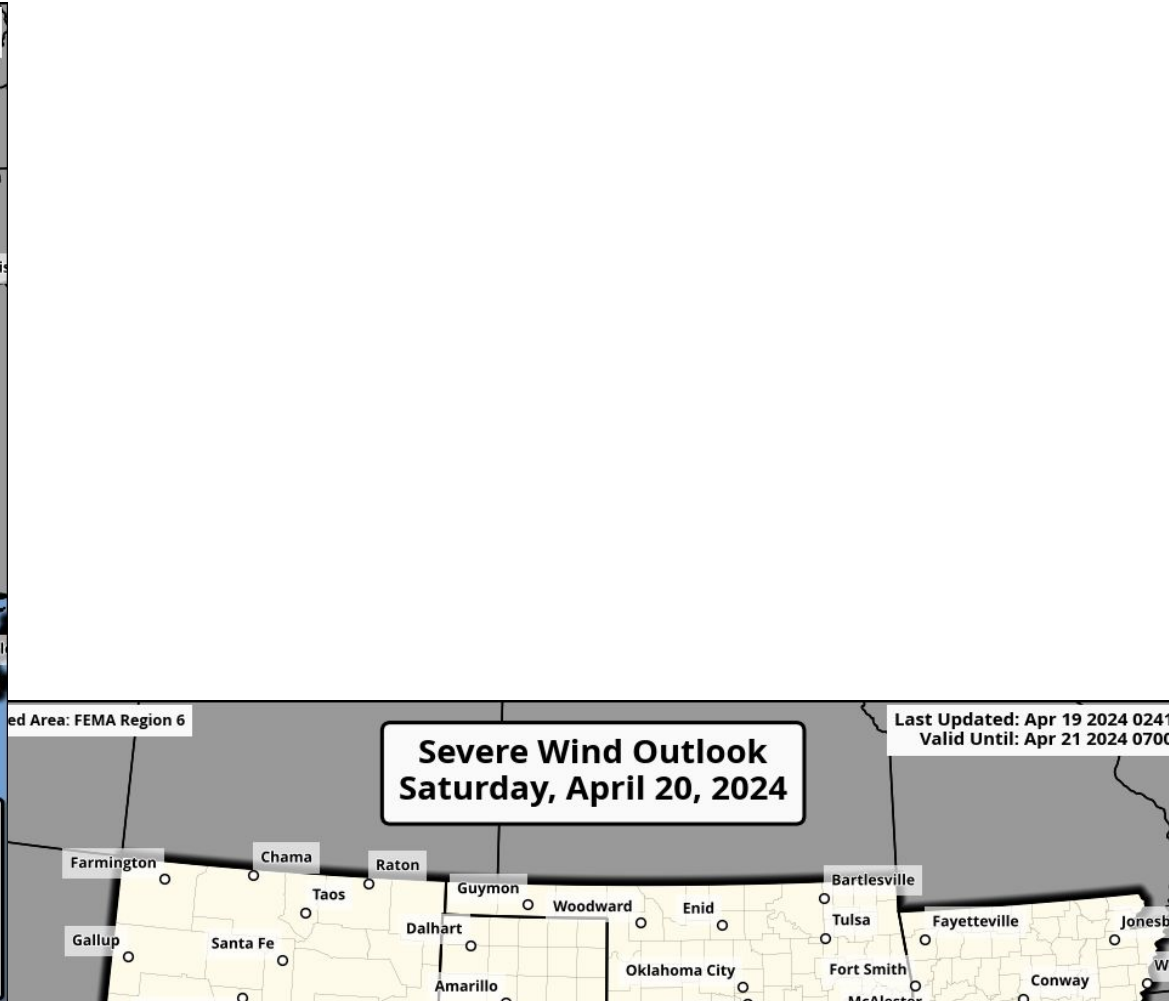 ed Area: FEMA Region 6
Last Updated: Apr 19 2024 0241
Valid Until: Apr 21 2024 0700
Severe Wind Outlook
Saturday, April 20, 2024
Farmington
Chama
Raton
Taos
Guymon
Woodward
Enid
Bartlesville
Tulsa
Fayetteville
Jonesb
Gallup
Santa Fe
Dalhart
Oklahoma City
Fort Smith
Conway
Amarillo
McAlester